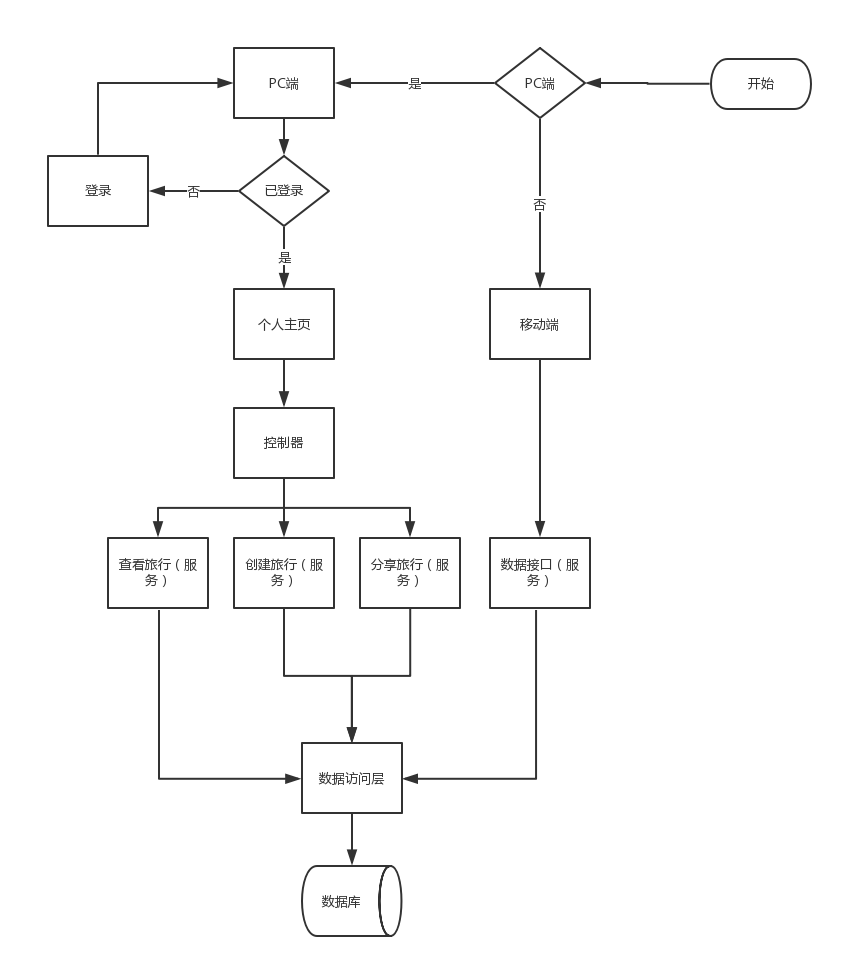 PC端
是
PC端
开始
登录
否
已登录
否
是
个人主页
移动端
控制器
查看旅行（服
务）
创建旅行（服
务）
分享旅行（服
务）
数据接口（服
务）
数据访问层
数据库